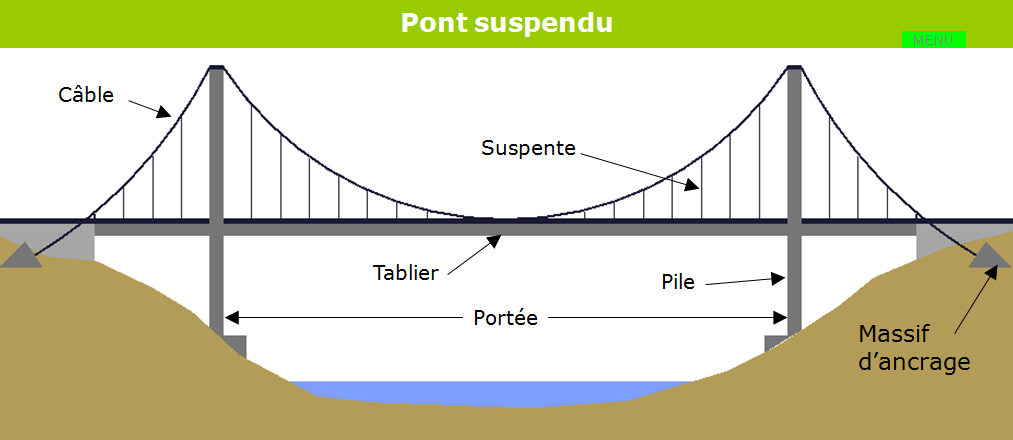 Pont suspendu
MENU
Câble
Suspente
Tablier
Pile
Portée
Massif
d’ancrage